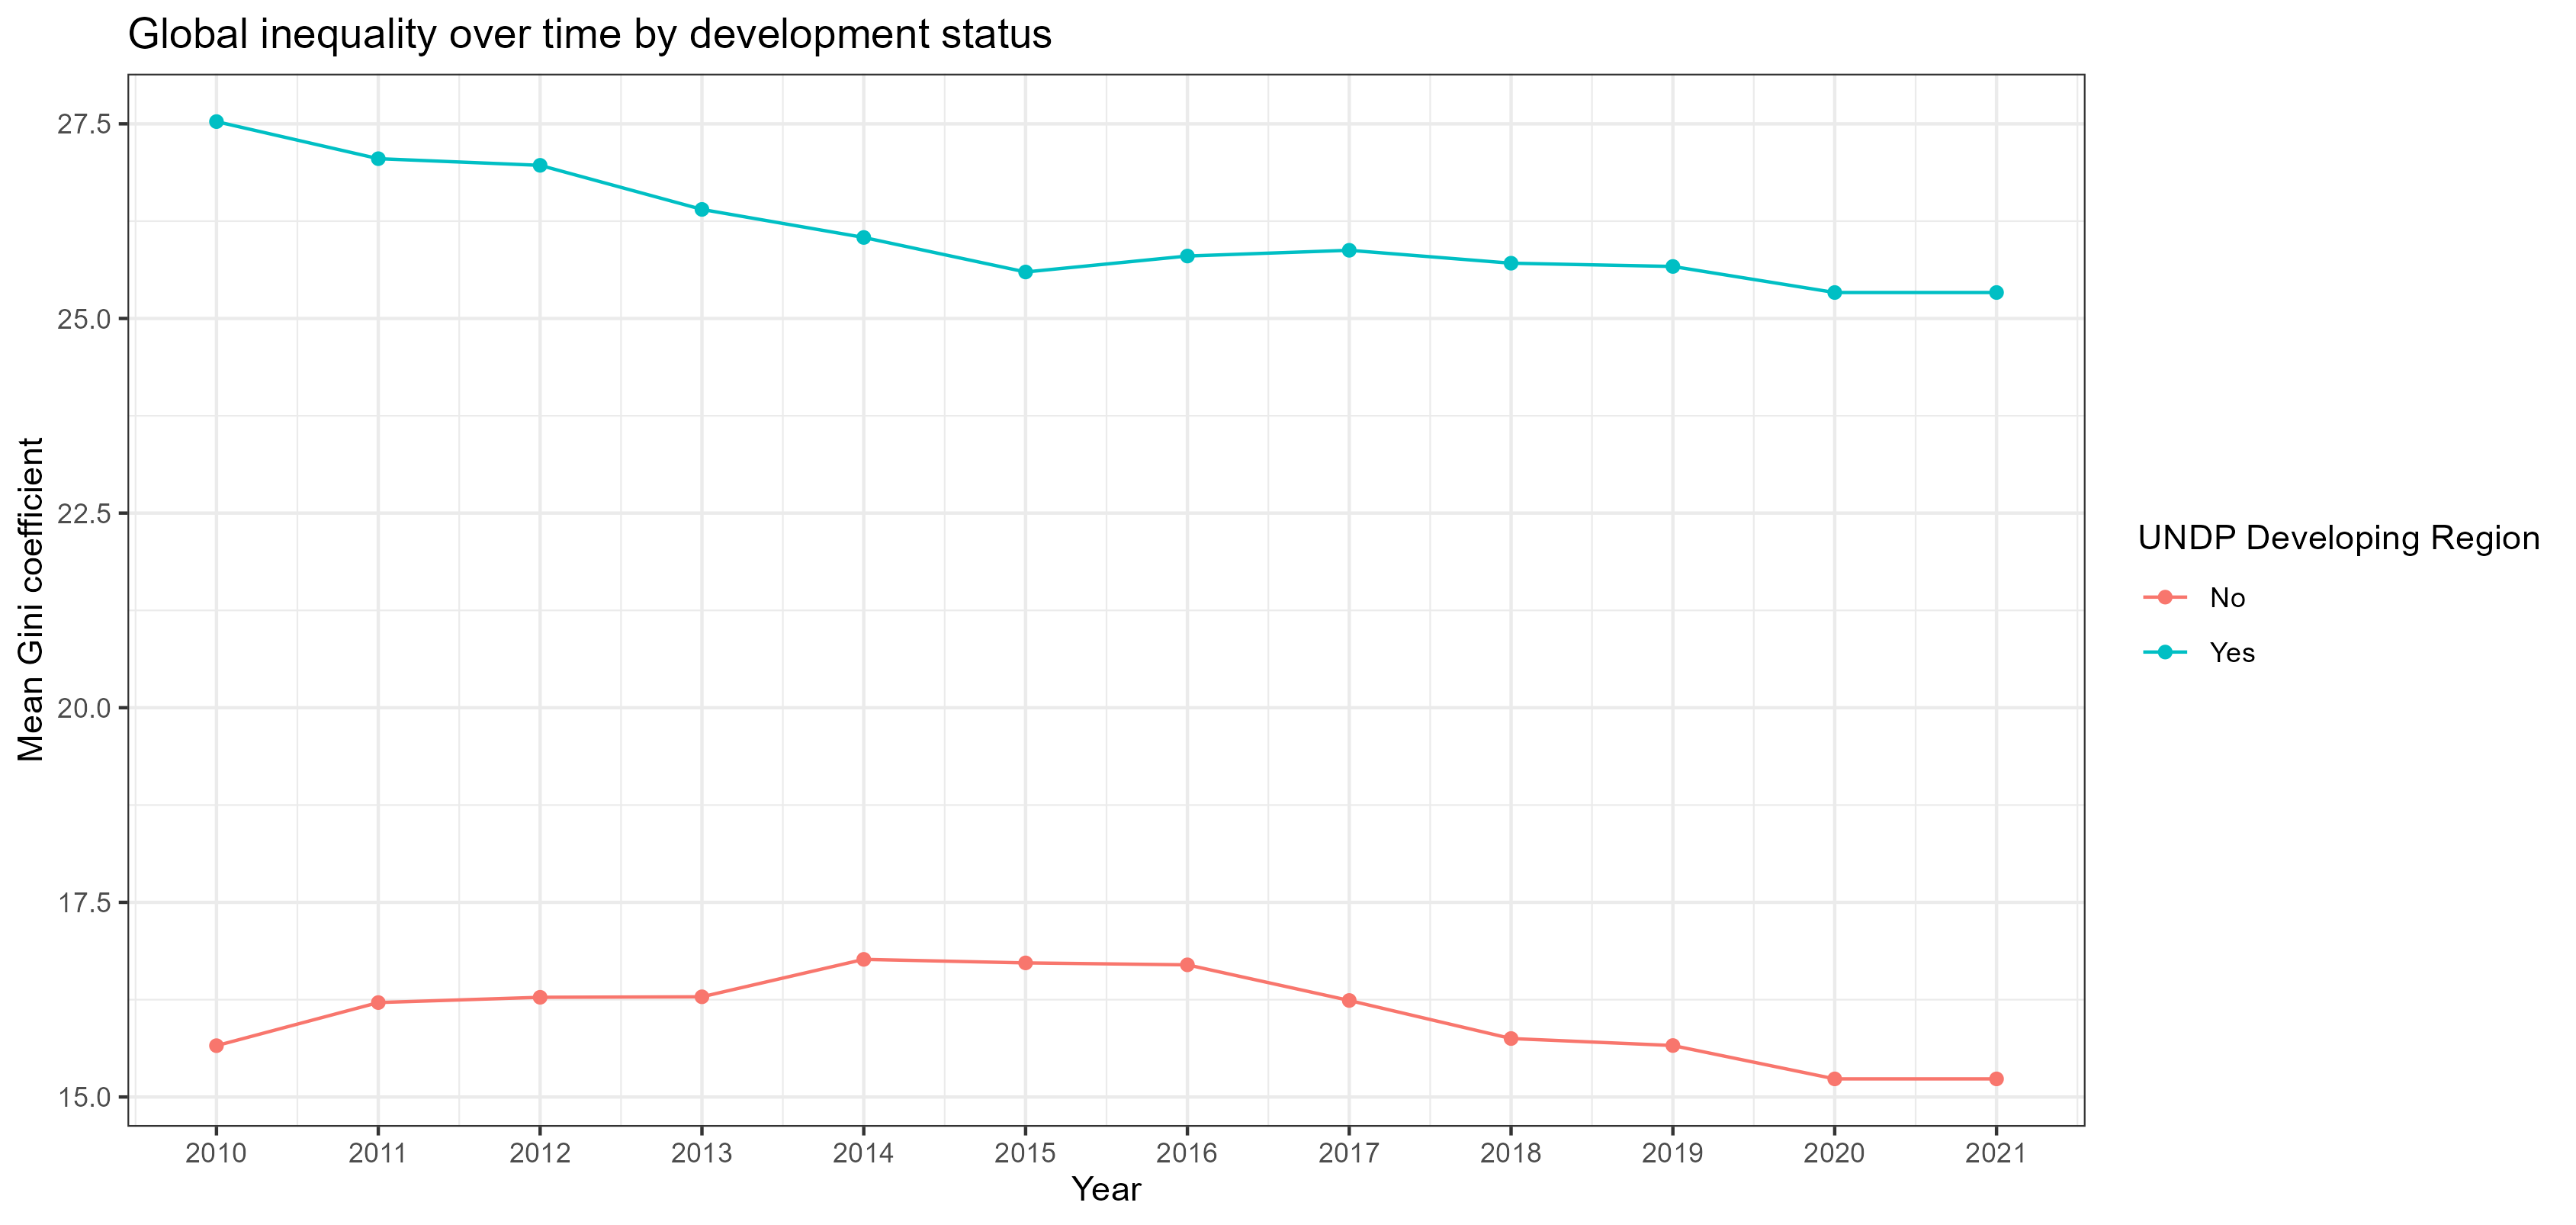 Global inequality over time by development status
Mean Gini coefficient
27.5
25.0
22.5
20.0
17.5
15.0
2010 2011 2012 2013 2014 2015 2016 2017 2018 2019 2020 2021
Year
UNDP Developing Region
No
Yes